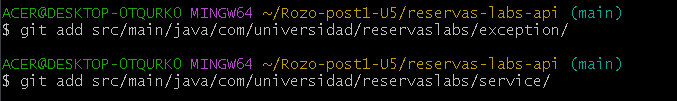 ACER@DESKTOP-OTQURKO MINGW64 ~/Rozo-post1-U5/reservas-labs-api (main)
$ git add src/main/java/com/universidad/reservaslabs/exception/
ACER@DESKTOP-OTQURKO MINGW64 ~/Rozo-post1-U5/reservas-labs-api (main)
$ git add src/main/java/com/universidad/reservaslabs/service/